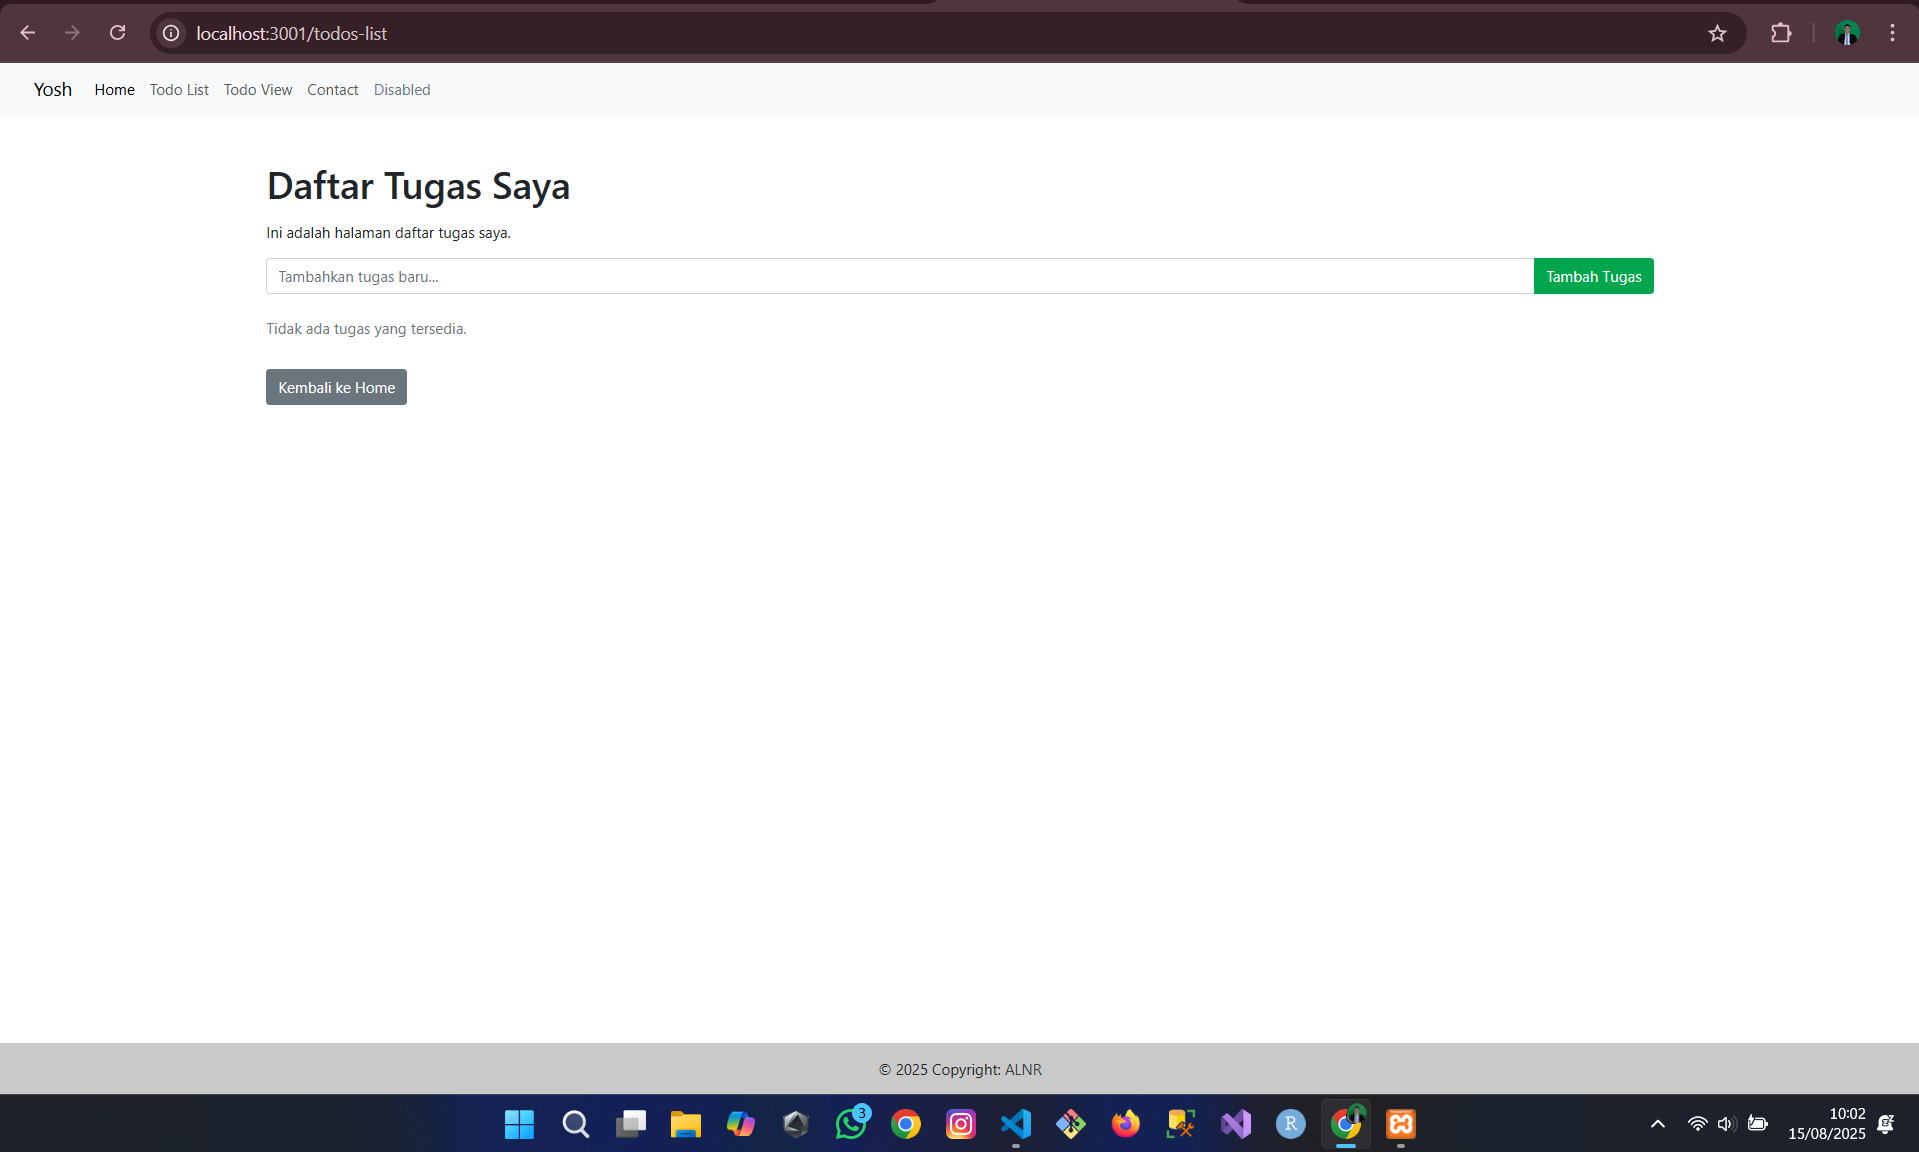 localhost:3001/todos-list
Yosh Home Todo List Todo View Contact Disabled
Daftar Tugas Saya
Ini adalah halaman daftar tugas saya.
Tambahkan tugas baru... Tambah Tugas
Tidak ada tugas yang tersedia.
Kembali ke Home
© 2025 Copyright: ALNR
3
R
10:02
15/08/2025